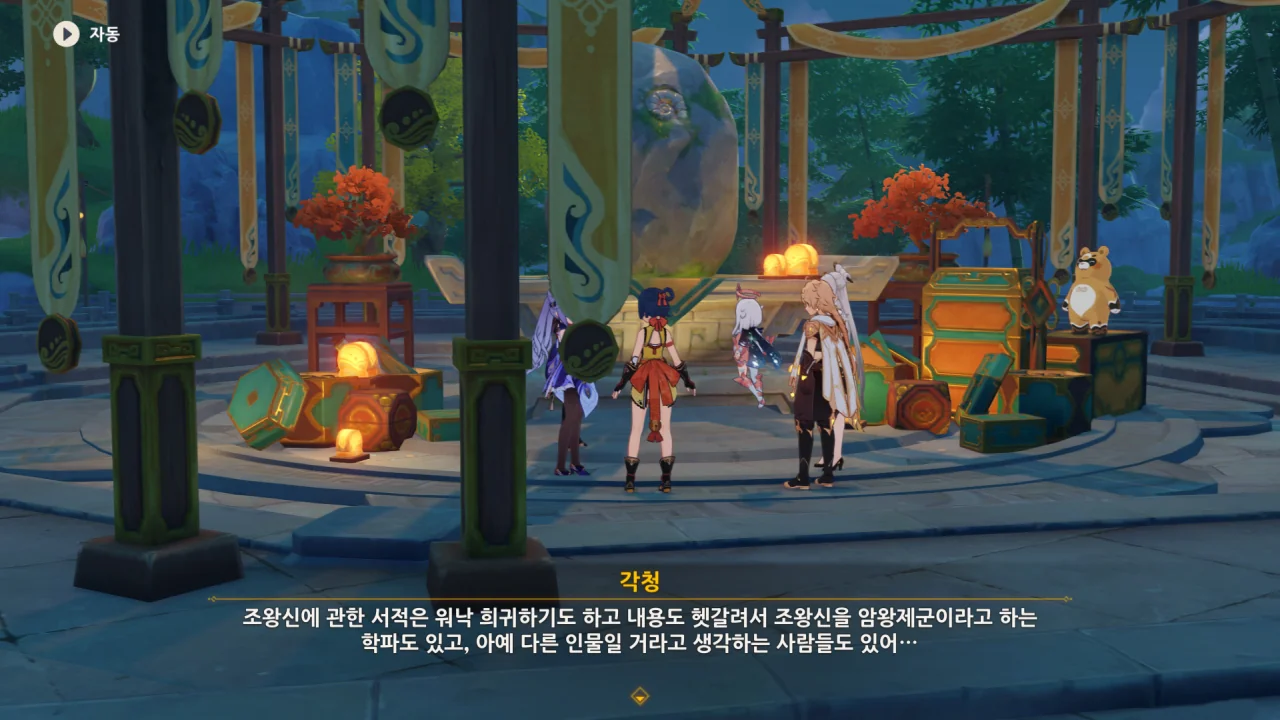 자동
각청
조왕신에 관한 서적은 워낙 희귀하기도 하고 내용도 헷갈려서 조왕신을 암왕제군이라고 하는
학파도 있고, 아예 다른 인물일 거라고 생각하는 사람들도 있어…